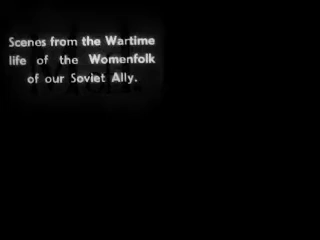 Scenes from the Wartime
life of the Womenfolk
of our Soviet Ally.